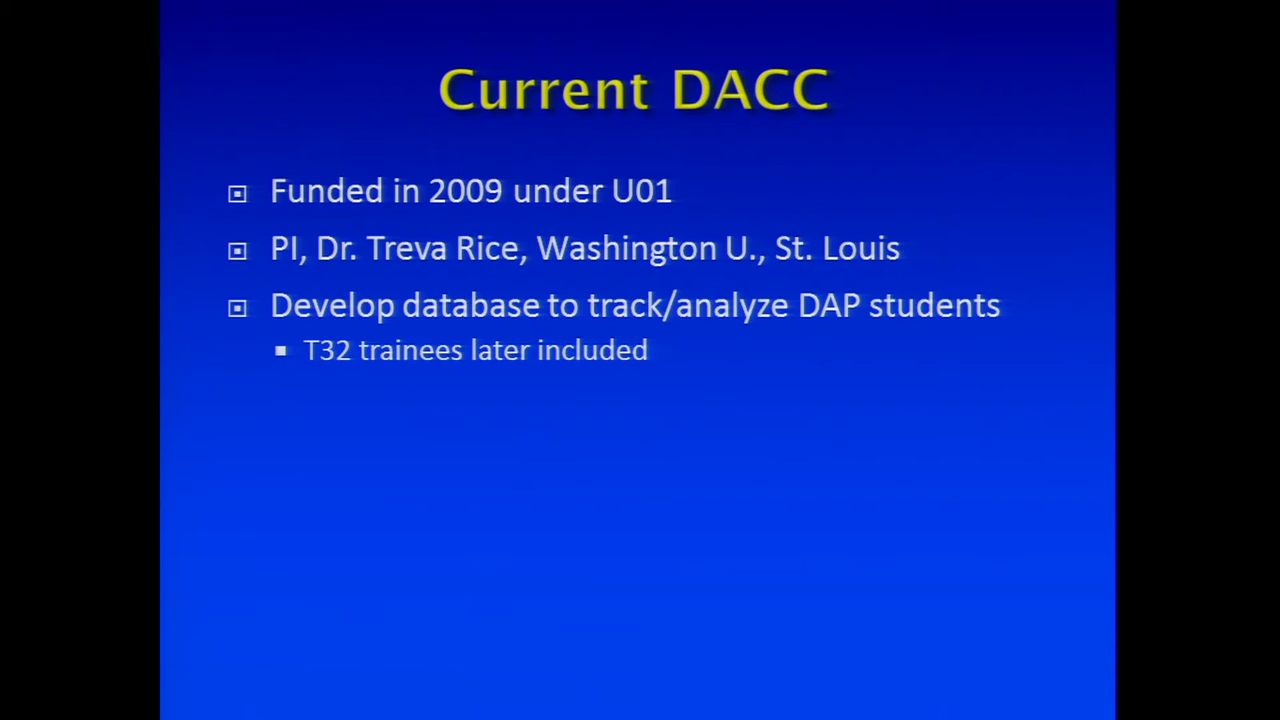 Current DACC
Funded in 2009 under U01
PI, Dr. Treva Rice, Washington U., St. Louis
Develop database to track/analyze DAP students
T32 trainees later included